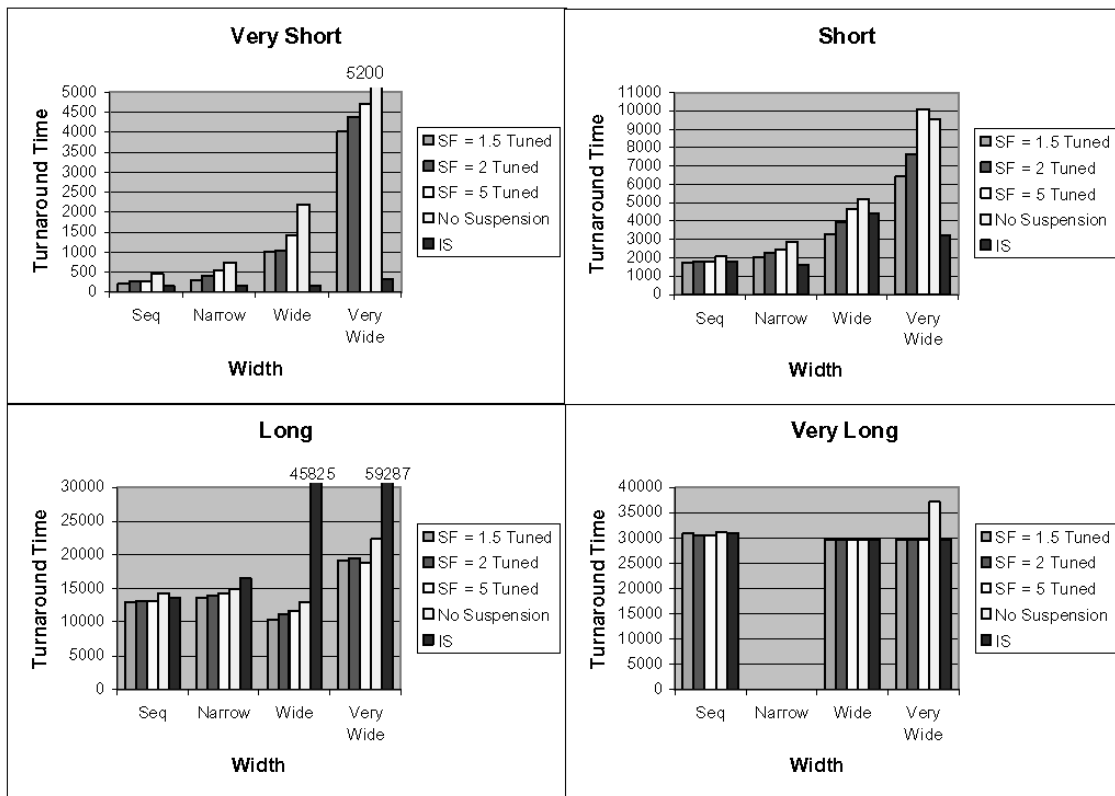 Very Short
5200
5000
4500
4000
3500
3000
2500
2000
1500
1000
500
0
Turnaround Time
Seq
Narrow
Wide
Very
Wide
Width
SF = 1.5 Tuned
SF = 2 Tuned
SF = 5 Tuned
No Suspension
IS
Short
11000
10000
9000
8000
7000
6000
5000
4000
3000
2000
1000
0
Turnaround Time
Seq
Narrow
Wide
Very
Wide
Width
SF = 1.5 Tuned
SF = 2 Tuned
SF = 5 Tuned
No Suspension
IS
Long
45825
59287
30000
25000
20000
15000
10000
5000
0
Turnaround Time
Seq
Narrow
Wide
Very
Wide
Width
SF = 1.5 Tuned
SF = 2 Tuned
SF = 5 Tuned
No Suspension
IS
Very Long
40000
35000
30000
25000
20000
15000
10000
5000
0
Turnaround Time
Seq
Narrow
Wide
Very
Wide
Width
SF = 1.5 Tuned
SF = 2 Tuned
SF = 5 Tuned
No Suspension
IS